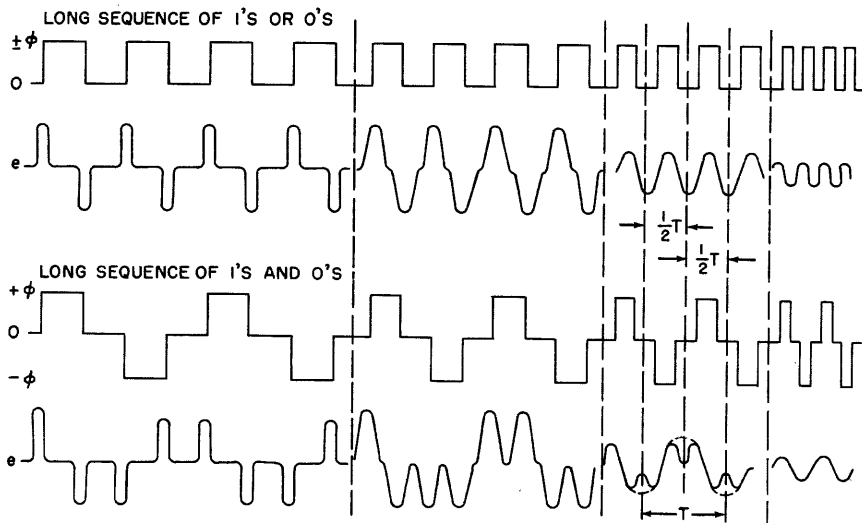 LONG SEQUENCE OF 1'S OR 0'S
±φ
0
e
½T
½T
LONG SEQUENCE OF 1'S AND 0'S
+φ
0
-φ
e
T